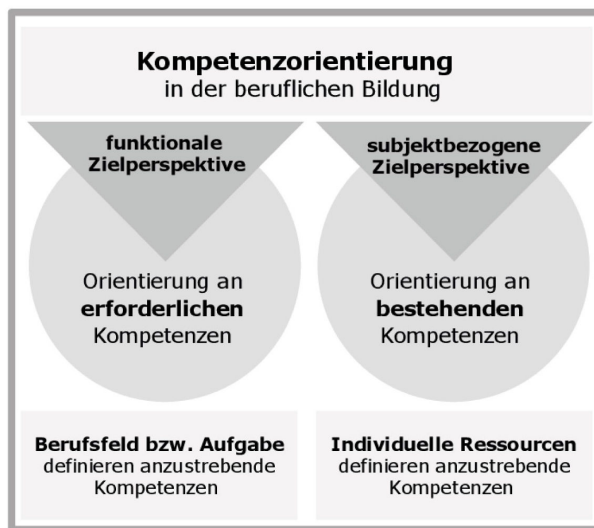 Kompetenzorientierung
in der beruflichen Bildung
funktionale
Zielperspektive
Orientierung an
erforderlichen
Kompetenzen
Berufsfeld bzw. Aufgabe
definieren anzustrebende
Kompetenzen
subjektbezogene
Zielperspektive
Orientierung an
bestehenden
Kompetenzen
Individuelle Ressourcen
definieren anzustrebende
Kompetenzen